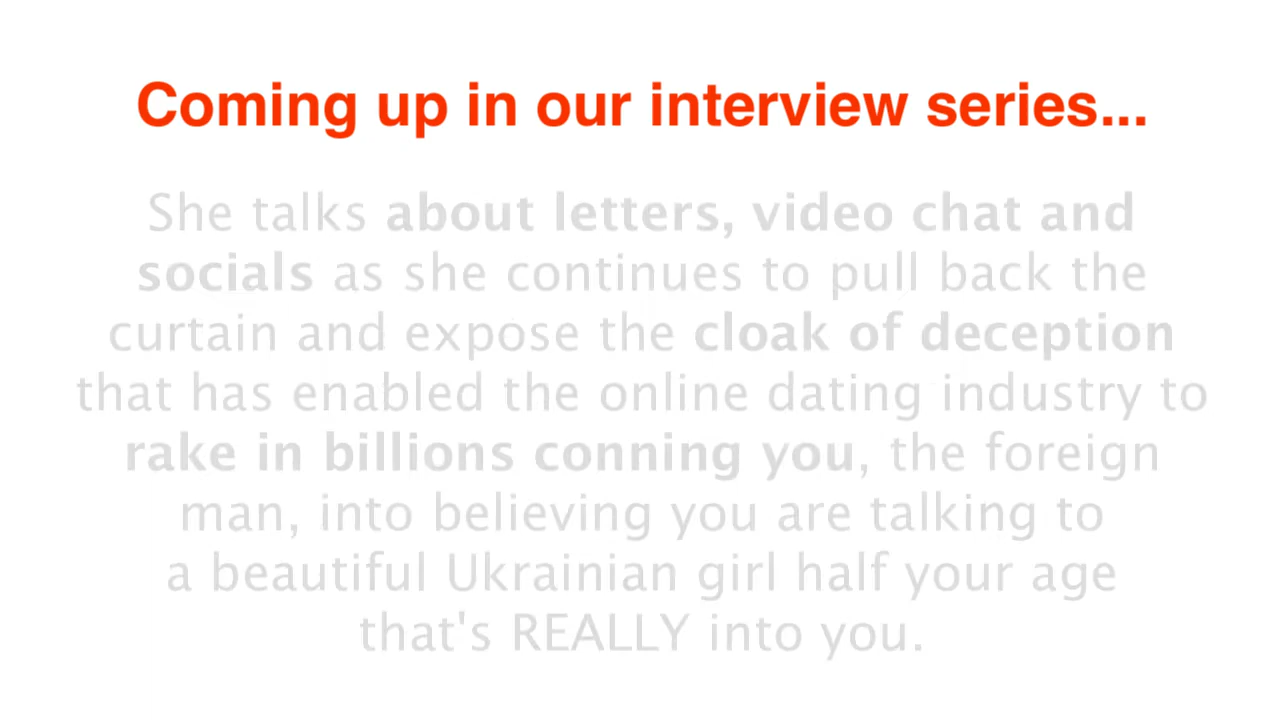 Coming up in our interview series...
She talks about letters, video chat and
socials as she continues to pull back the
curtain and expose the cloak of deception
that has enabled the online dating industry to
rake in billions conning you, the foreign
man, into believing you are talking to
a beautiful Ukrainian girl half your age
that's REALLY into you.